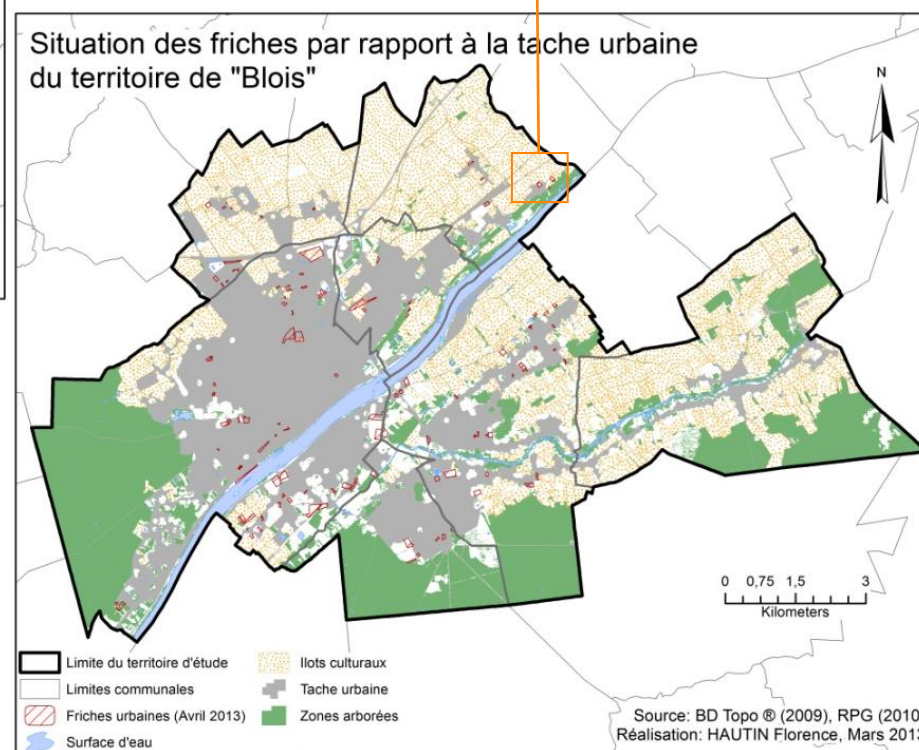 Situation des friches par rapport à la tache urbaine
du territoire de "Blois"
N
0 0,75 1,5 3
Kilometers
Limite du territoire d'étude
Limites communales
Friches urbaines (Avril 2013)
Surface d'eau
Ilots culturaux
Tache urbaine
Zones arborées
Source: BD Topo ® (2009), RPG (2010
Réalisation: HAUTIN Florence, Mars 201